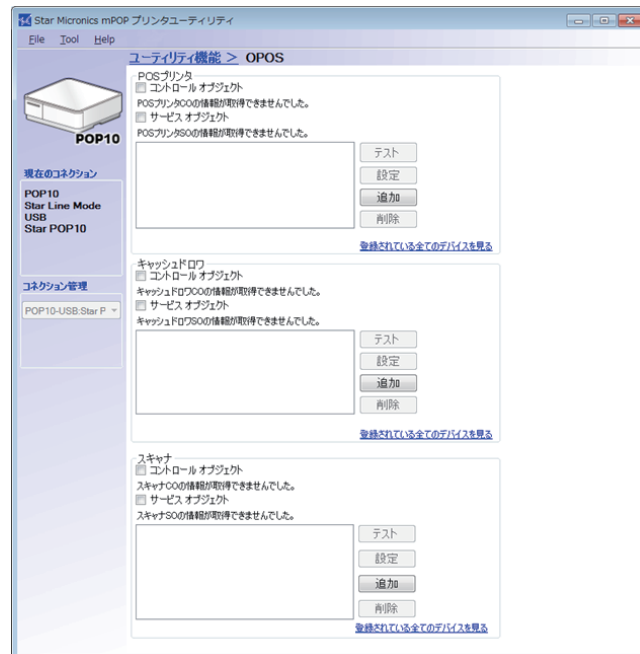 Star Micronics mPOP プリンタユーティリティ
File Tool Help
ユーティリティ機能 > OPOS
POP10
現在のコネクション
POP10
Star Line Mode
USB
Star POP10
コネクション管理
POP10-USB:Star P
POSプリンタ
コントロール オブジェクト
POSプリンタCOの情報が取得できませんでした。
サービス オブジェクト
POSプリンタSOの情報が取得できませんでした。
テスト
設定
追加
削除
登録されている全てのデバイスを見る
キャッシュドロワ
コントロール オブジェクト
キャッシュドロワCOの情報が取得できませんでした。
サービス オブジェクト
キャッシュドロワSOの情報が取得できませんでした。
テスト
設定
追加
削除
登録されている全てのデバイスを見る
スキャナ
コントロール オブジェクト
スキャナCOの情報が取得できませんでした。
サービス オブジェクト
スキャナSOの情報が取得できませんでした。
テスト
設定
追加
削除
登録されている全てのデバイスを見る